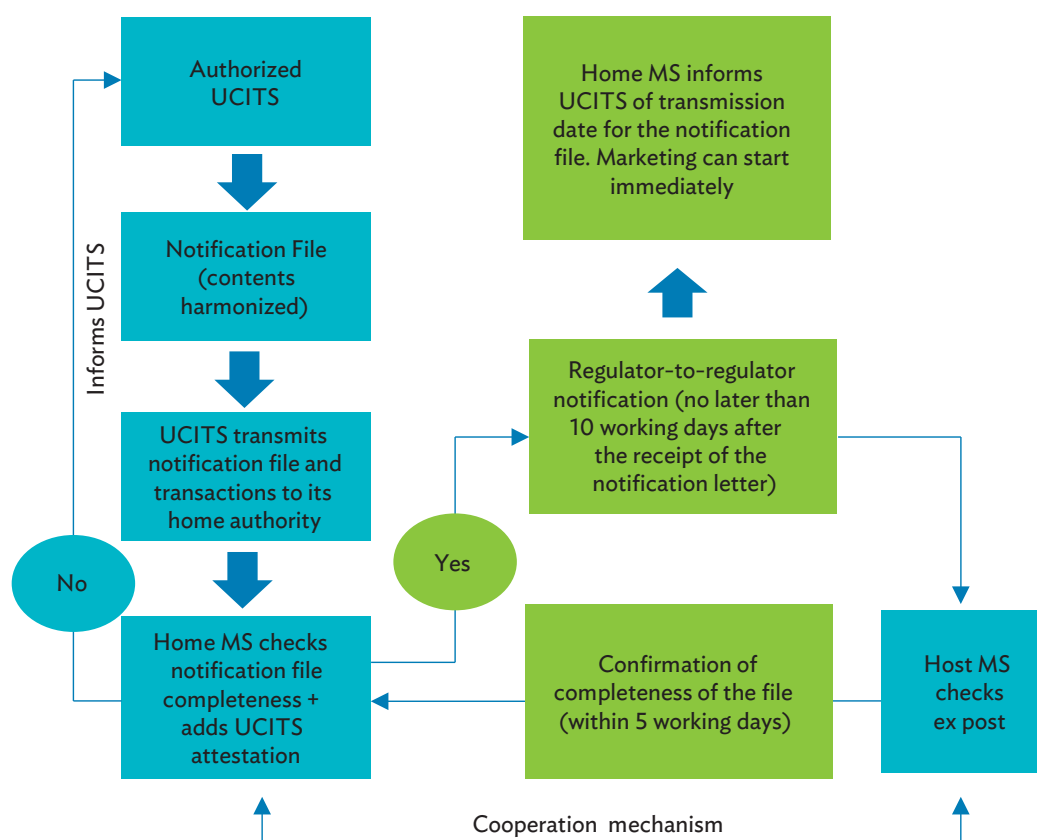 Authorized
UCITS
Home MS informs
UCITS of transmission
date for the notification
file. Marketing can start
immediately
Notification File
(contents
harmonized)
Informs UCITS
Regulator-to-regulator
notification (no later than
10 working days after
the receipt of the
notification letter)
UCITS transmits
notification file and
transactions to its
home authority
No
Yes
Home MS checks
notification file
completeness +
adds UCITS
attestation
Confirmation of
completeness of the file
(within 5 working days)
Host MS
checks
ex post
Cooperation mechanism